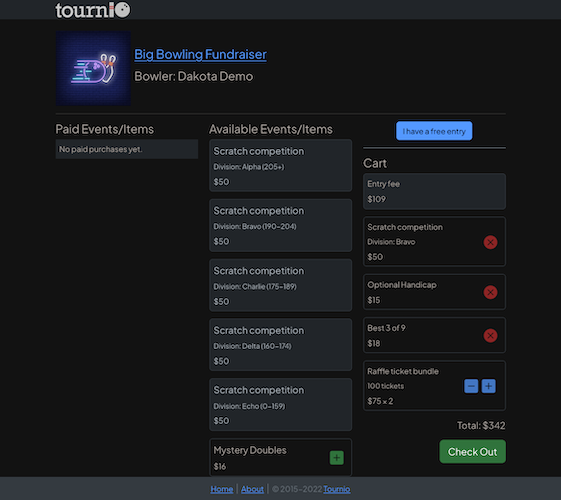 tournIO
Big Bowling Fundraiser
Bowler: Dakota Demo
Paid Events/Items
No paid purchases yet.
Available Events/Items
Scratch competition
Division: Alpha (205+)
$50
Scratch competition
Division: Bravo (190-204)
$50
Scratch competition
Division: Charlie (175-189)
$50
Scratch competition
Division: Delta (160-174)
$50
Scratch competition
Division: Echo (0-159)
$50
Mystery Doubles
$16
I have a free entry
Cart
Entry fee
$109
Scratch competition
Division: Bravo
$50
Optional Handicap
$15
Best 3 of 9
$18
Raffle ticket bundle
100 tickets
$75 × 2
Total: $342
Check Out
Home | About | © 2015-2022 Tournio